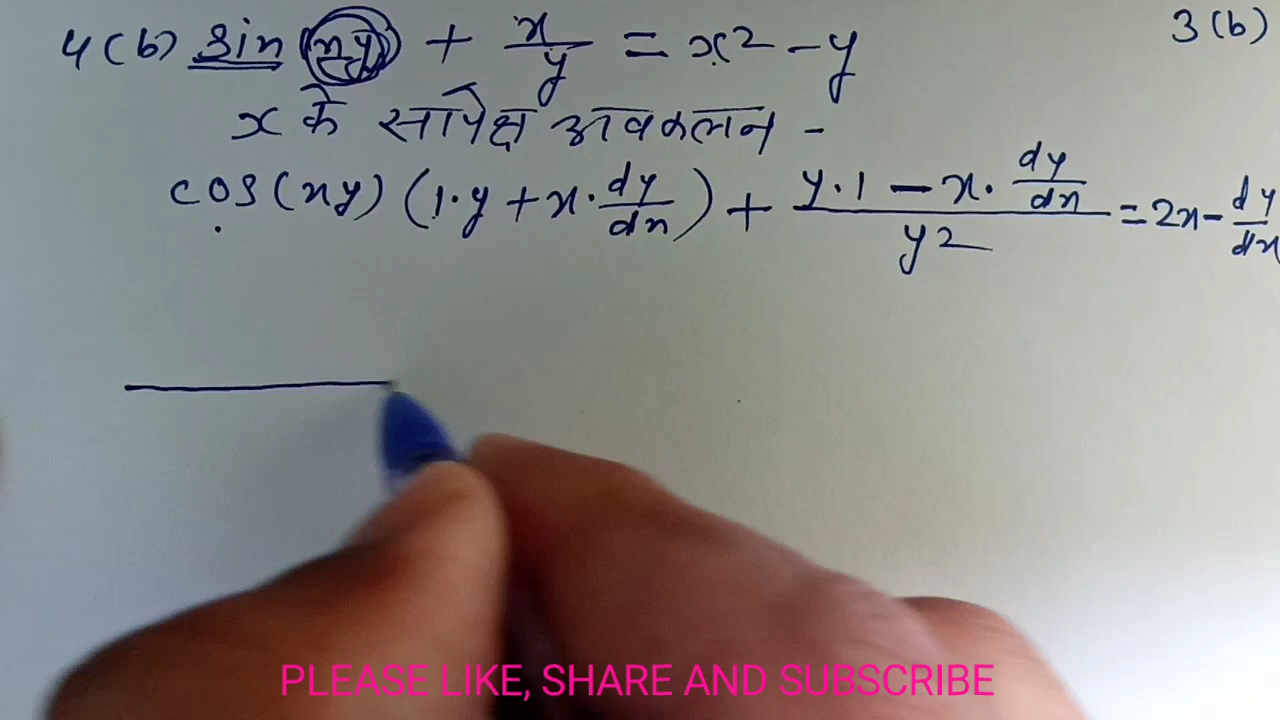 4(b) sin(xy) + x/y = x² - y
3(b)
x के सापेक्ष अवकलन -
cos(xy) (1·y + x·dy/dx) + (y·1 - x·dy/dx)/y² = 2x - dy/dx
PLEASE LIKE, SHARE AND SUBSCRIBE